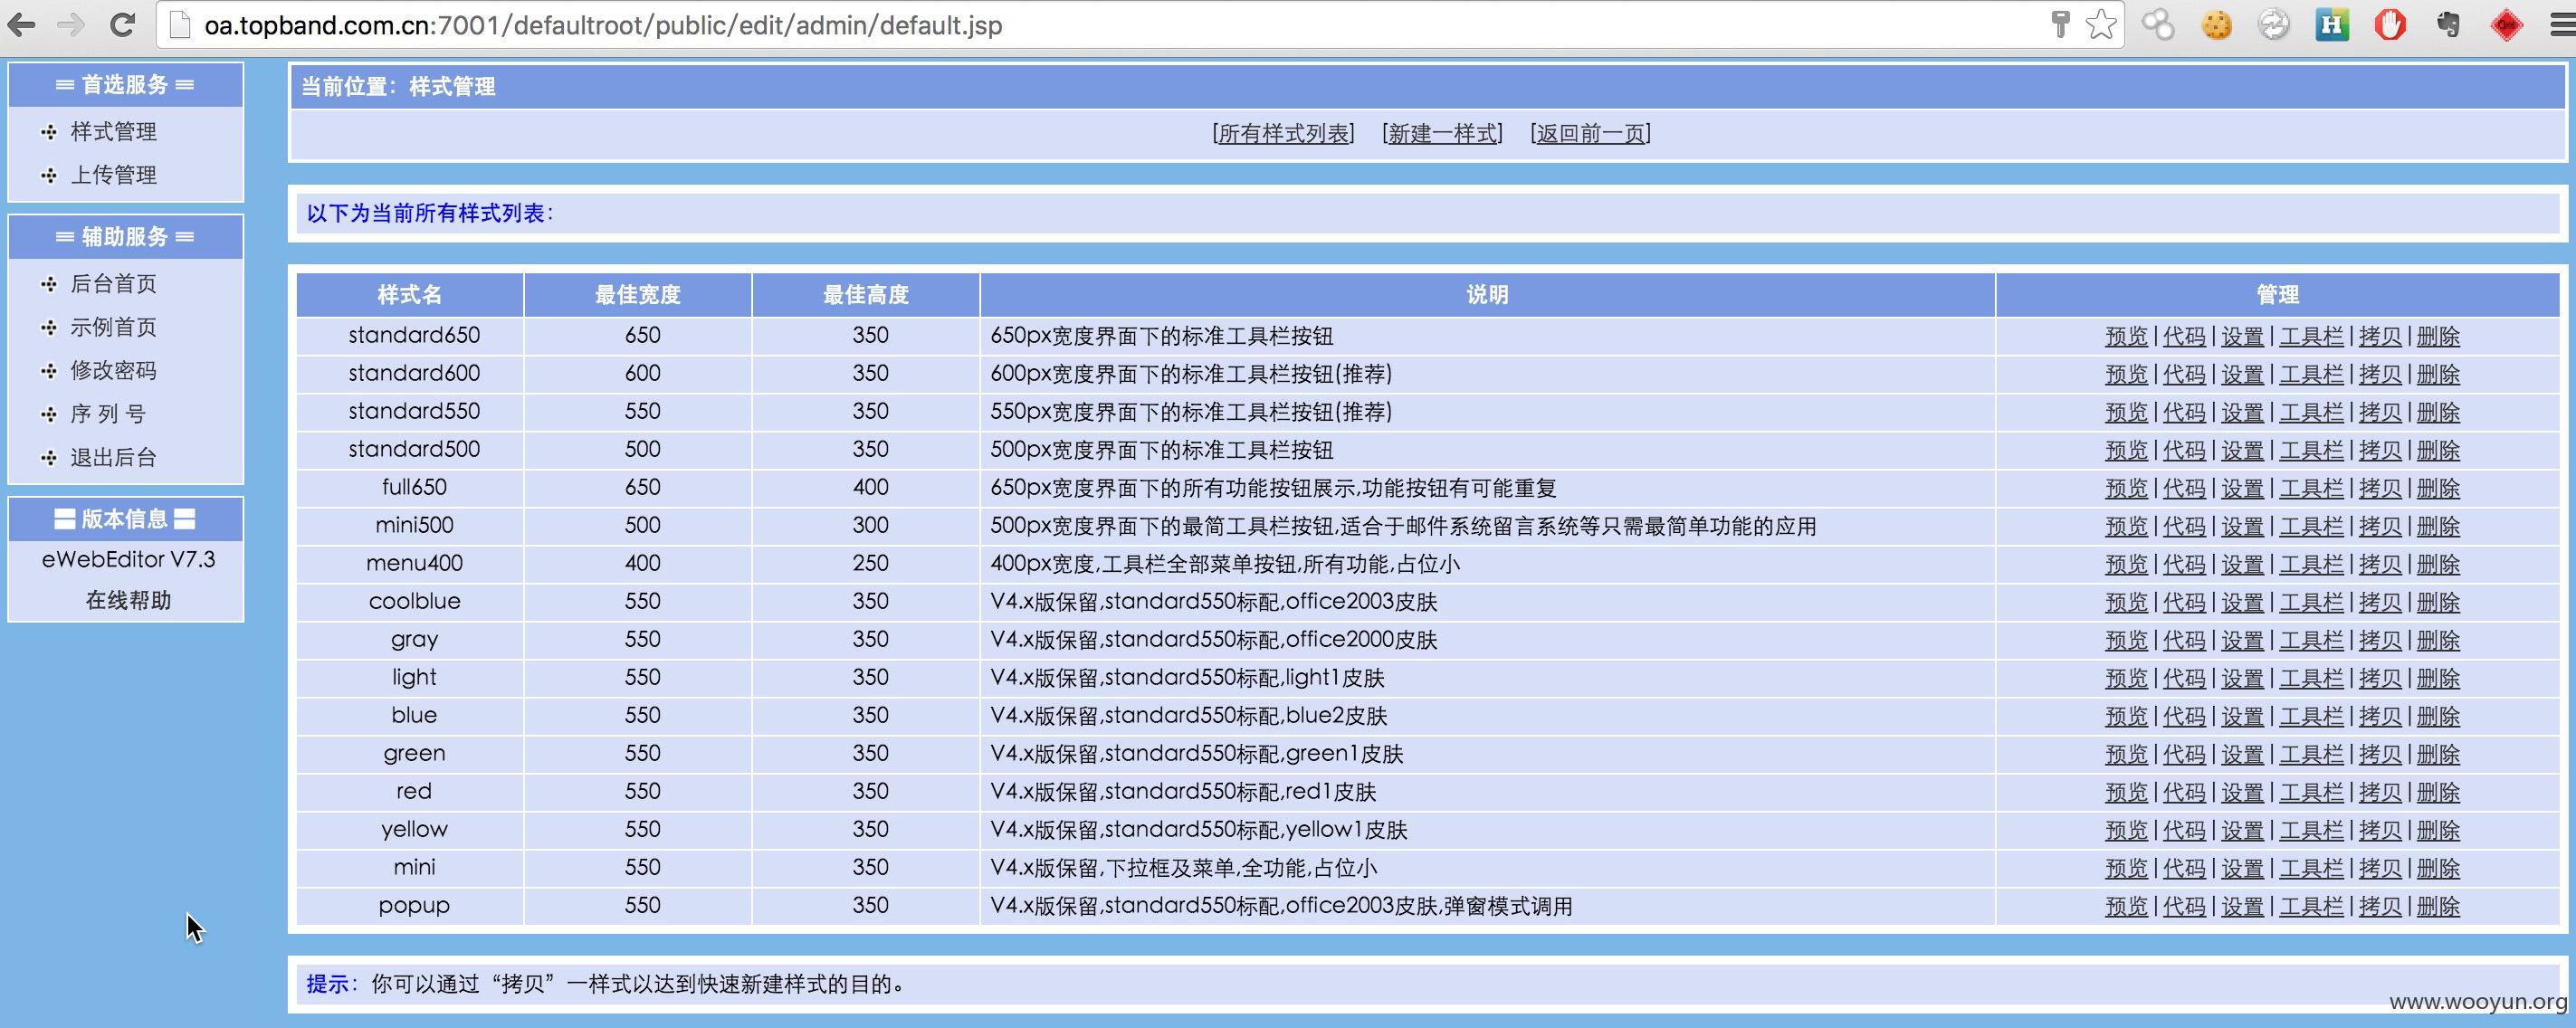 oa.topband.com.cn:7001/defaultroot/public/edit/admin/default.jsp
首选服务
样式管理
上传管理
辅助服务
后台首页
示例首页
修改密码
序 列 号
退出后台
版本信息
eWebEditor V7.3
在线帮助
当前位置：样式管理
[所有样式列表] [新建一样式] [返回前一页]
以下为当前所有样式列表：
样式名 最佳宽度 最佳高度 说明 管理
standard650 650 350 650px宽度界面下的标准工具栏按钮 预览|代码|设置|工具栏|拷贝|删除
standard600 600 350 600px宽度界面下的标准工具栏按钮(推荐) 预览|代码|设置|工具栏|拷贝|删除
standard550 550 350 550px宽度界面下的标准工具栏按钮(推荐) 预览|代码|设置|工具栏|拷贝|删除
standard500 500 350 500px宽度界面下的标准工具栏按钮 预览|代码|设置|工具栏|拷贝|删除
full650 650 400 650px宽度界面下的所有功能按钮展示,功能按钮有可能重复 预览|代码|设置|工具栏|拷贝|删除
mini500 500 300 500px宽度界面下的最简工具栏按钮,适合于邮件系统留言系统等只需最简单功能的应用 预览|代码|设置|工具栏|拷贝|删除
menu400 400 250 400px宽度,工具栏全部菜单按钮,所有功能,占位小 预览|代码|设置|工具栏|拷贝|删除
coolblue 550 350 V4.x版保留,standard550标配,office2003皮肤 预览|代码|设置|工具栏|拷贝|删除
gray 550 350 V4.x版保留,standard550标配,office2000皮肤 预览|代码|设置|工具栏|拷贝|删除
light 550 350 V4.x版保留,standard550标配,light1皮肤 预览|代码|设置|工具栏|拷贝|删除
blue 550 350 V4.x版保留,standard550标配,blue2皮肤 预览|代码|设置|工具栏|拷贝|删除
green 550 350 V4.x版保留,standard550标配,green1皮肤 预览|代码|设置|工具栏|拷贝|删除
red 550 350 V4.x版保留,standard550标配,red1皮肤 预览|代码|设置|工具栏|拷贝|删除
yellow 550 350 V4.x版保留,standard550标配,yellow1皮肤 预览|代码|设置|工具栏|拷贝|删除
mini 550 350 V4.x版保留,下拉框及菜单,全功能,占位小 预览|代码|设置|工具栏|拷贝|删除
popup 550 350 V4.x版保留,standard550标配,office2003皮肤,弹窗模式调用 预览|代码|设置|工具栏|拷贝|删除
提示：你可以通过“拷贝”一样式以达到快速新建样式的目的。
www.wooyun.org